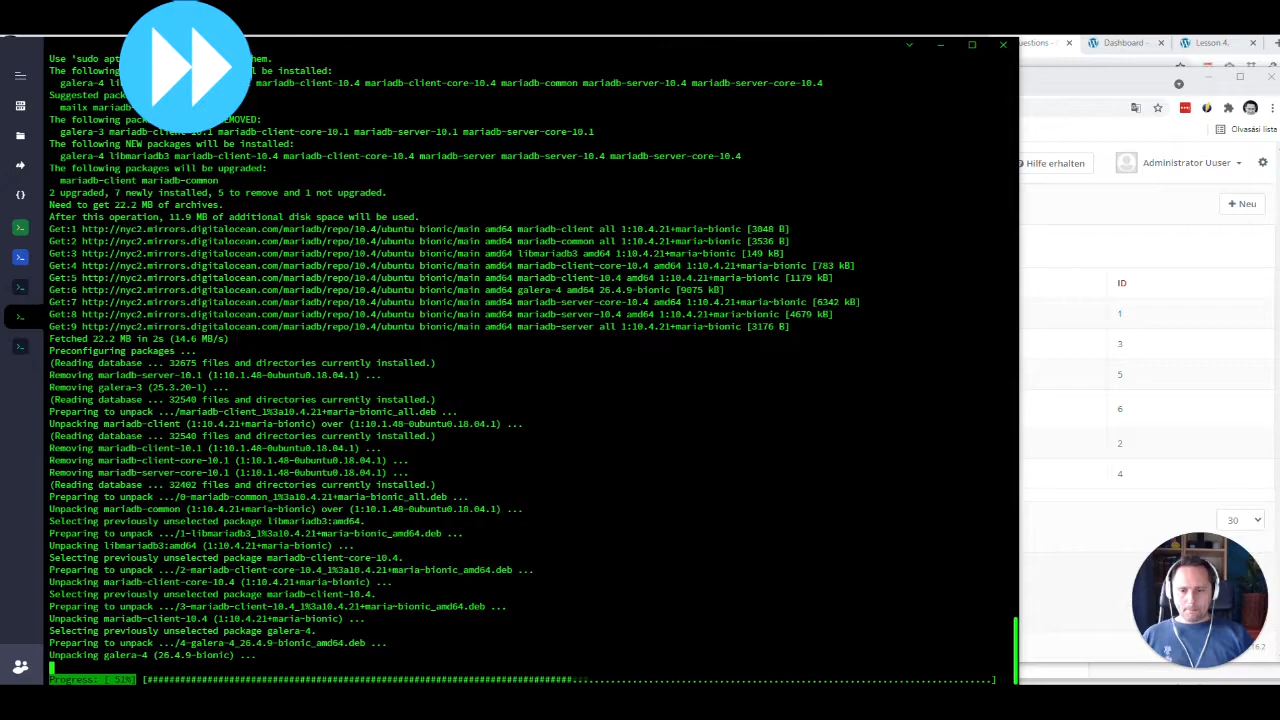 Use 'sudo apt hem.
The following l be installed:
galera-4 li mariadb-client-10.4 mariadb-client-core-10.4 mariadb-common mariadb-server-10.4 mariadb-server-core-10.4
Suggested pack
mailx mariadb-
The following pack EMOVED:
galera-3 mariadb-client-10.1 mariadb-client-core-10.1 mariadb-server-10.1 mariadb-server-core-10.1
The following NEW packages will be installed:
galera-4 libmariadb3 mariadb-client-10.4 mariadb-client-core-10.4 mariadb-server mariadb-server-10.4 mariadb-server-core-10.4
The following packages will be upgraded:
mariadb-client mariadb-common
2 upgraded, 7 newly installed, 5 to remove and 1 not upgraded.
Need to get 22.2 MB of archives.
After this operation, 11.9 MB of additional disk space will be used.
Get:1 http://nyc2.mirrors.digitalocean.com/mariadb/repo/10.4/ubuntu bionic/main amd64 mariadb-client all 1:10.4.21+maria~bionic [3048 B]
Get:2 http://nyc2.mirrors.digitalocean.com/mariadb/repo/10.4/ubuntu bionic/main amd64 mariadb-common all 1:10.4.21+maria~bionic [3536 B]
Get:3 http://nyc2.mirrors.digitalocean.com/mariadb/repo/10.4/ubuntu bionic/main amd64 libmariadb3 amd64 1:10.4.21+maria~bionic [149 kB]
Get:4 http://nyc2.mirrors.digitalocean.com/mariadb/repo/10.4/ubuntu bionic/main amd64 mariadb-client-core-10.4 amd64 1:10.4.21+maria~bionic [783 kB]
Get:5 http://nyc2.mirrors.digitalocean.com/mariadb/repo/10.4/ubuntu bionic/main amd64 mariadb-client-10.4 amd64 1:10.4.21+maria~bionic [1179 kB]
Get:6 http://nyc2.mirrors.digitalocean.com/mariadb/repo/10.4/ubuntu bionic/main amd64 galera-4 amd64 26.4.9-bionic [9875 kB]
Get:7 http://nyc2.mirrors.digitalocean.com/mariadb/repo/10.4/ubuntu bionic/main amd64 mariadb-server-core-10.4 amd64 1:10.4.21+maria~bionic [6342 kB]
Get:8 http://nyc2.mirrors.digitalocean.com/mariadb/repo/10.4/ubuntu bionic/main amd64 mariadb-server-10.4 amd64 1:10.4.21+maria~bionic [4679 kB]
Get:9 http://nyc2.mirrors.digitalocean.com/mariadb/repo/10.4/ubuntu bionic/main amd64 mariadb-server all 1:10.4.21+maria~bionic [3176 B]
Fetched 22.2 MB in 2s (14.6 MB/s)
Preconfiguring packages ...
(Reading database ... 32675 files and directories currently installed.)
Removing mariadb-server-10.1 (1:10.1.48-0ubuntu0.18.04.1) ...
Removing galera-3 (25.3.20-1) ...
(Reading database ... 32540 files and directories currently installed.)
Preparing to unpack .../mariadb-client_1%3a10.4.21+maria~bionic_all.deb ...
Unpacking mariadb-client (1:10.4.21+maria~bionic) over (1:10.1.48-0ubuntu0.18.04.1) ...
(Reading database ... 32540 files and directories currently installed.)
Removing mariadb-client-10.1 (1:10.1.48-0ubuntu0.18.04.1) ...
Removing mariadb-client-core-10.1 (1:10.1.48-0ubuntu0.18.04.1) ...
Removing mariadb-server-core-10.1 (1:10.1.48-0ubuntu0.18.04.1) ...
(Reading database ... 32402 files and directories currently installed.)
Preparing to unpack .../0-mariadb-common_1%3a10.4.21+maria~bionic_all.deb ...
Unpacking mariadb-common (1:10.4.21+maria~bionic) over (1:10.1.48-0ubuntu0.18.04.1) ...
Selecting previously unselected package libmariadb3:amd64.
Preparing to unpack .../1-libmariadb3_1%3a10.4.21+maria~bionic_amd64.deb ...
Unpacking libmariadb3:amd64 (1:10.4.21+maria~bionic) ...
Selecting previously unselected package mariadb-client-core-10.4.
Preparing to unpack .../2-mariadb-client-core-10.4_1%3a10.4.21+maria~bionic_amd64.deb ...
Unpacking mariadb-client-core-10.4 (1:10.4.21+maria~bionic) ...
Selecting previously unselected package mariadb-client-10.4.
Preparing to unpack .../3-mariadb-client-10.4_1%3a10.4.21+maria~bionic_amd64.deb ...
Unpacking mariadb-client-10.4 (1:10.4.21+maria~bionic) ...
Selecting previously unselected package galera-4.
Preparing to unpack .../4-galera-4_26.4.9-bionic_amd64.deb ...
Unpacking galera-4 (26.4.9-bionic) ...
Progress: [ 51%]
uestions -
Dashboard -
Lesson 4.
Olvasási lista
Hilfe erhalten
Administrator Uuser
+ Neu
ID
1
3
5
6
2
4
30
16.2